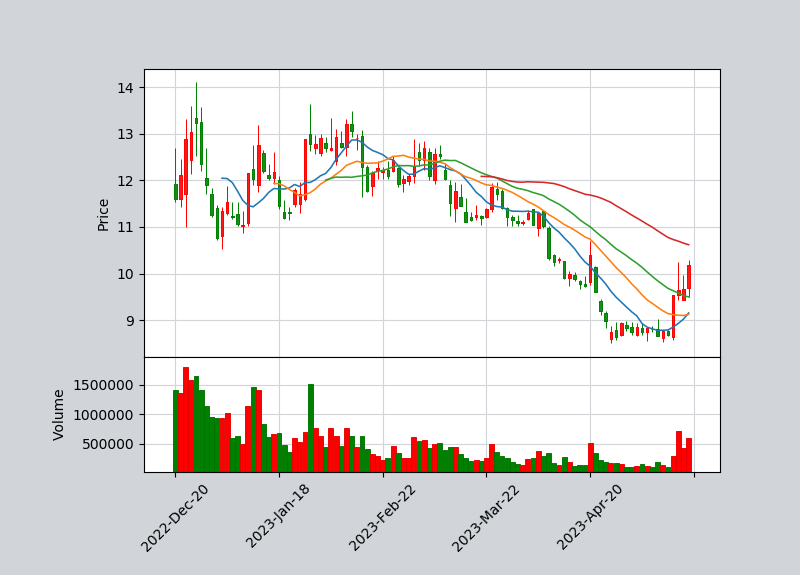 14
13
12
11
10
9
Price
1500000
1000000
500000
Volume
2022-Dec-20
2023-Jan-18
2023-Feb-22
2023-Mar-22
2023-Apr-20